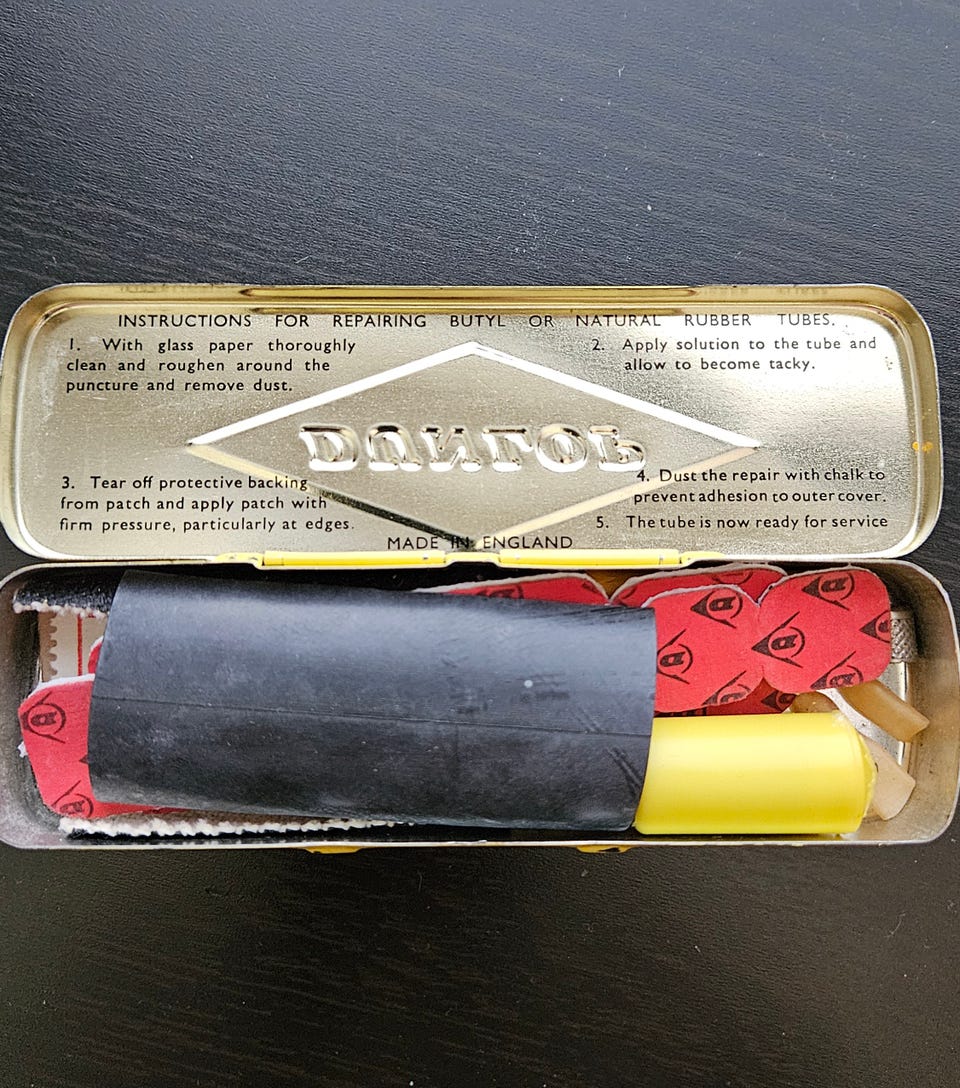 INSTRUCTIONS FOR REPAIRING BUTYL OR NATURAL RUBBER TUBES.
1. With glass paper thoroughly
clean and roughen around the
puncture and remove dust.
2. Apply solution to the tube and
allow to become tacky.
DUNLOP
3. Tear off protective backing
from patch and apply patch with
firm pressure, particularly at edges.
4. Dust the repair with chalk to
prevent adhesion to outer cover.
5. The tube is now ready for service
MADE IN ENGLAND